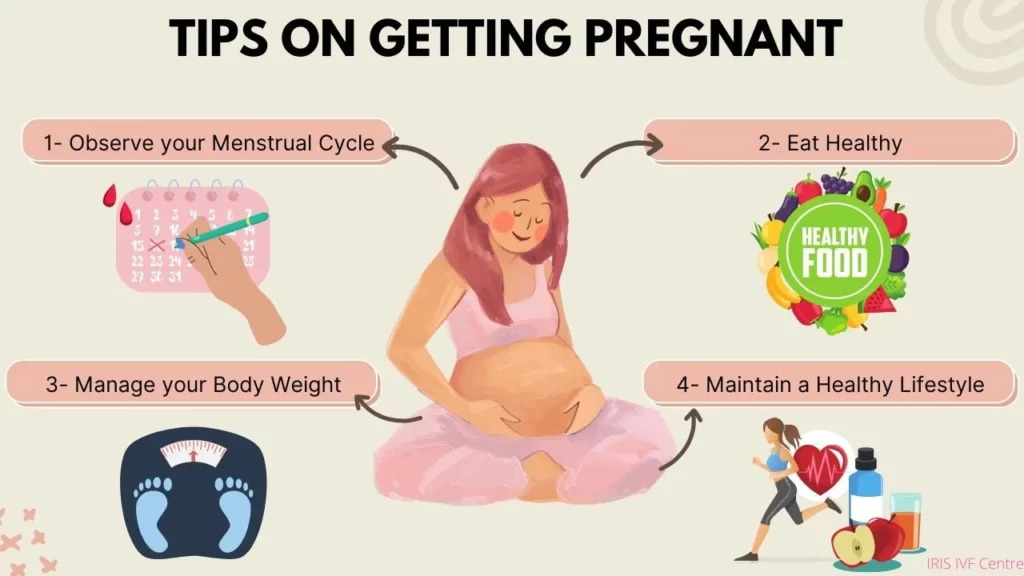 TIPS ON GETTING PREGNANT
1- Observe your Menstrual Cycle
2- Eat Healthy
HEALTHY
FOOD
3- Manage your Body Weight
4- Maintain a Healthy Lifestyle
IRIS IVF Centre